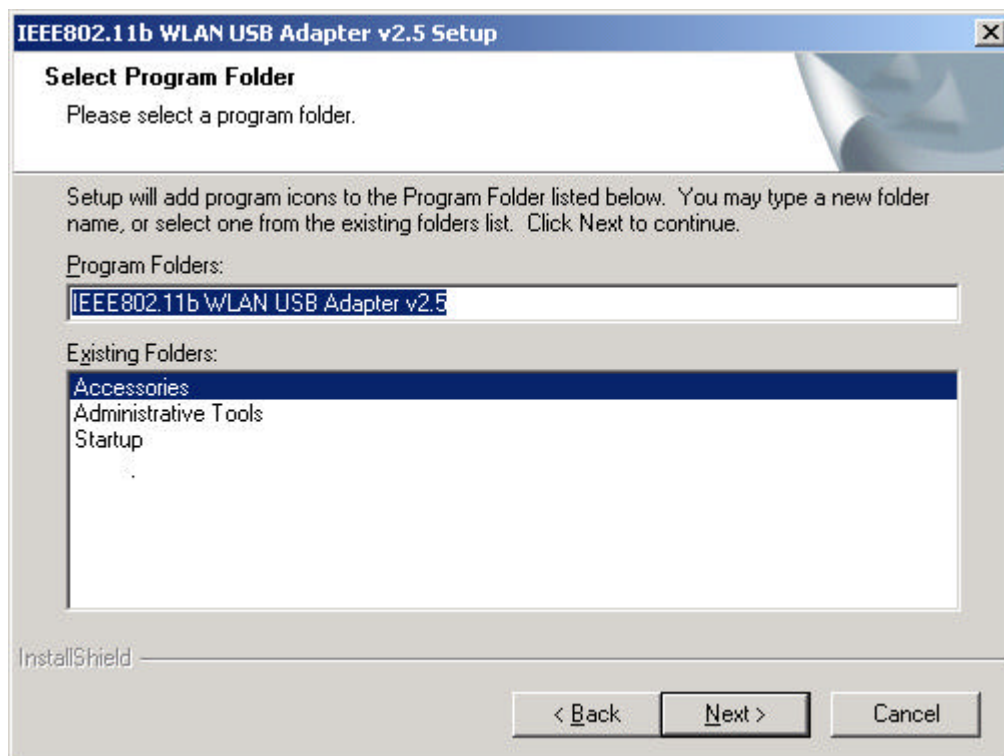 IEEE802.11b WLAN USB Adapter v2.5 Setup
Select Program Folder
Please select a program folder.
Setup will add program icons to the Program Folder listed below.  You may type a new folder
name, or select one from the existing folders list.  Click Next to continue.
Program Folders:
IEEE802.11b WLAN USB Adapter v2.5
Existing Folders:
Accessories
Administrative Tools
Startup
.
InstallShield
< Back
Next >
Cancel